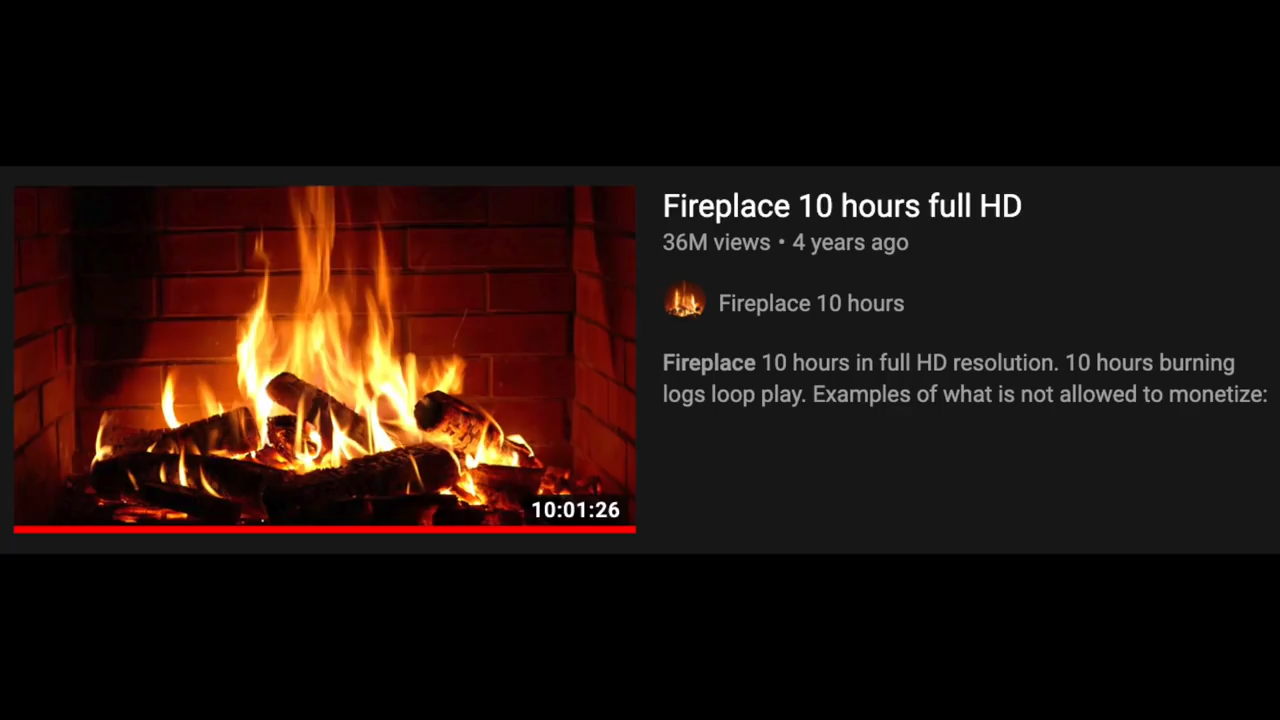 Fireplace 10 hours full HD
36M views • 4 years ago
Fireplace 10 hours
Fireplace 10 hours in full HD resolution. 10 hours burning
logs loop play. Examples of what is not allowed to monetize:
10:01:26